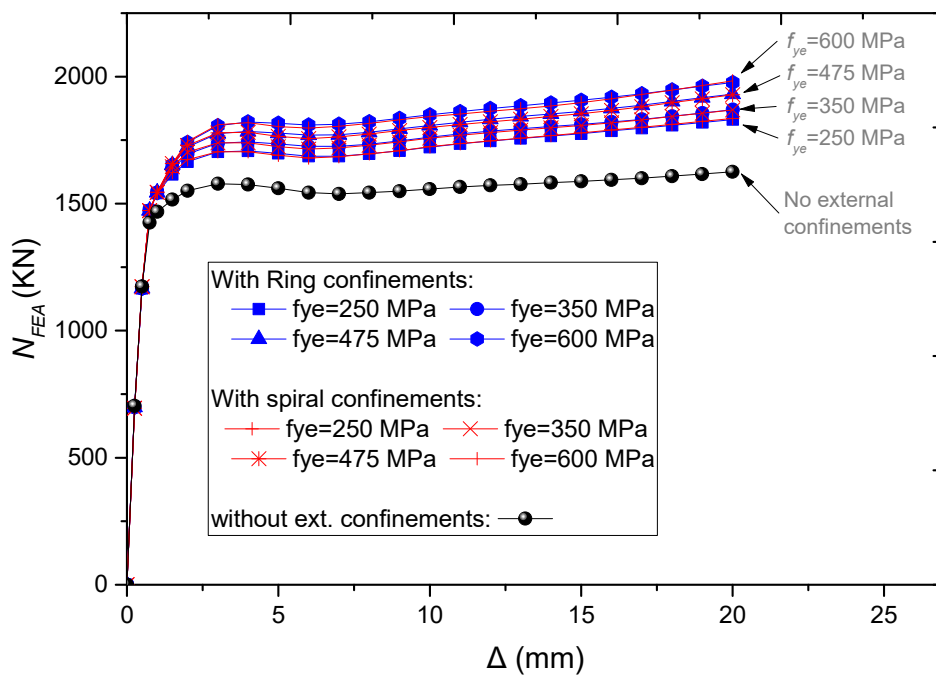 f_ye=600 MPa
f_ye=475 MPa
f_ye=350 MPa
f_ye=250 MPa
No external
confinements
N_FEA (KN)
2000
1500
1000
500
0
With Ring confinements:
fye=250 MPa fye=350 MPa
fye=475 MPa fye=600 MPa
With spiral confinements:
fye=250 MPa fye=350 MPa
fye=475 MPa fye=600 MPa
without ext. confinements:
0 5 10 15 20 25
Δ (mm)